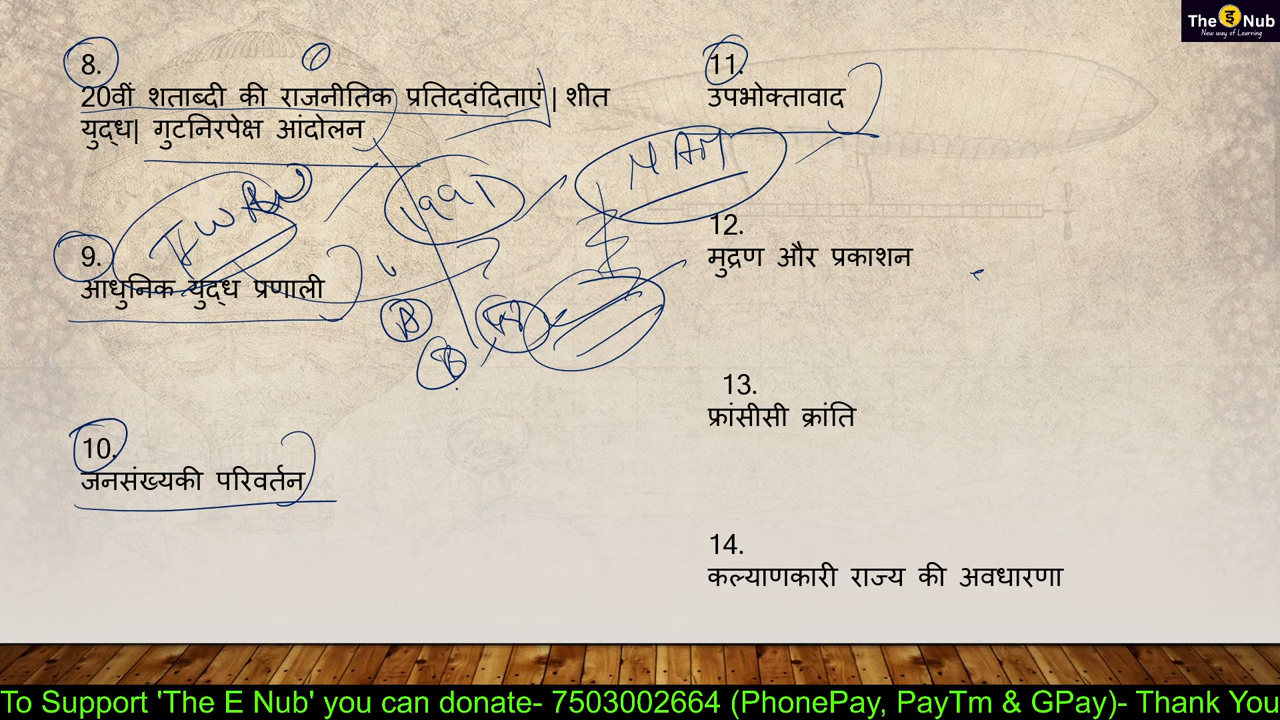 The इ Nub
New way of Learning
8.
20वीं शताब्दी की राजनीतिक प्रतिद्वंदिताएं | शीत
युद्ध| गुटनिरपेक्ष आंदोलन
1991
NAM
9.
आधुनिक युद्ध प्रणाली
A
B
10.
जनसंख्यकी परिवर्तन
11.
उपभोक्तावाद
12.
मुद्रण और प्रकाशन
13.
फ्रांसीसी क्रांति
14.
कल्याणकारी राज्य की अवधारणा
To Support 'The E Nub' you can donate- 7503002664 (PhonePay, PayTm & GPay)- Thank You